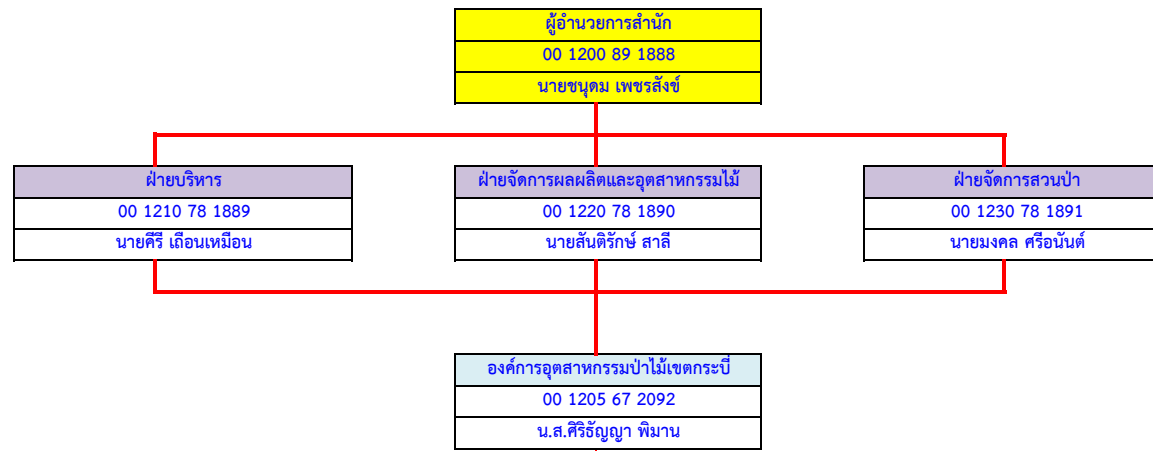 ผู้อำนวยการสำนัก
00 1200 89 1888
นายชนุดม เพชรสังข์
ฝ่ายบริหาร
00 1210 78 1889
นายคีรี เถือนเหมือน
ฝ่ายจัดการผลผลิตและอุตสาหกรรมไม้
00 1220 78 1890
นายสันติรักษ์ สาลี
ฝ่ายจัดการสวนป่า
00 1230 78 1891
นายมงคล ศรีอนันต์
องค์การอุตสาหกรรมป่าไม้เขตกระบี่
00 1205 67 2092
น.ส.ศิริธัญญา พิมาน